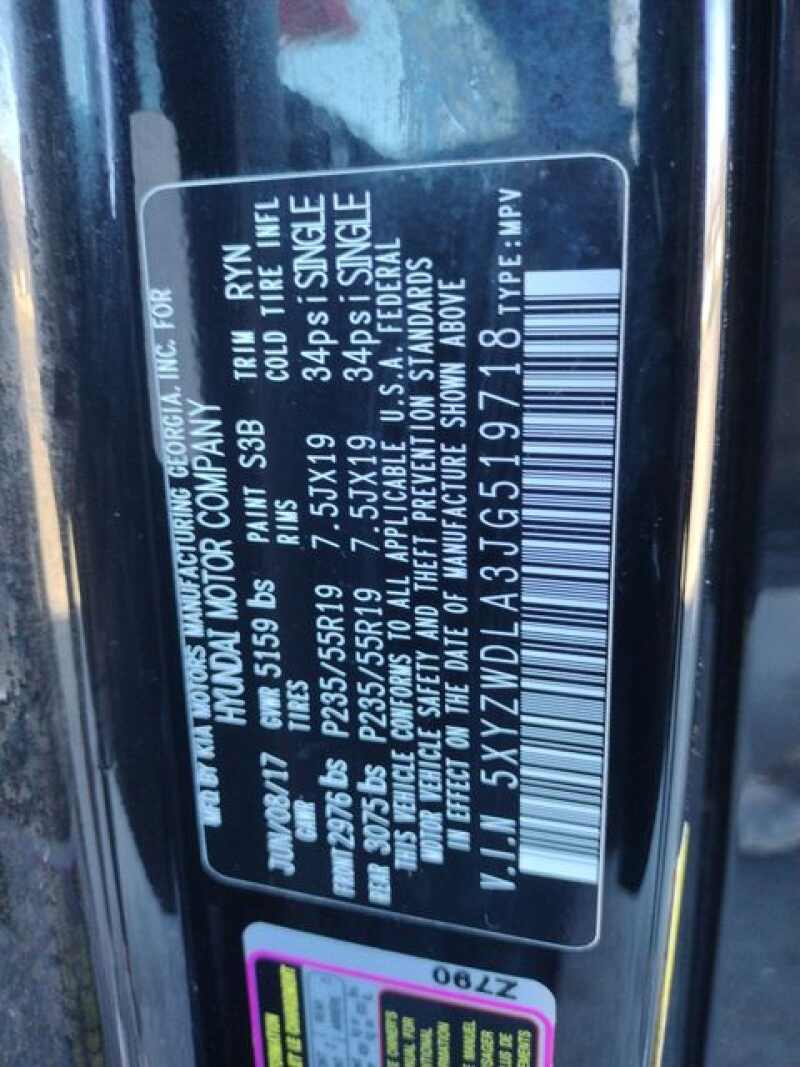 MFD BY KIA MOTORS MANUFACTURING GEORGIA, INC. FOR
HYUNDAI MOTOR COMPANY
JUN/08/17 GVWR 5159 lbs PAINT S3B TRIM RYN
GAWR TIRES RIMS COLD TIRE INFL
FRONT 2976 lbs P235/55R19 7.5JX19 34psi SINGLE
REAR 3075 lbs P235/55R19 7.5JX19 34psi SINGLE
THIS VEHICLE CONFORMS TO ALL APPLICABLE U.S.A. FEDERAL
MOTOR VEHICLE SAFETY AND THEFT PREVENTION STANDARDS
IN EFFECT ON THE DATE OF MANUFACTURE SHOWN ABOVE
V.I.N 5XYZWDLA3JG519718 TYPE:MPV
Z790